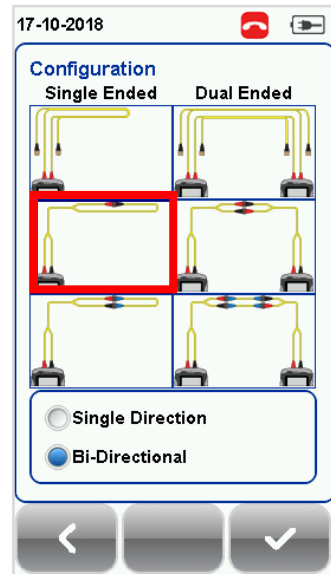 17-10-2018
Configuration
Single Ended Dual Ended
Single Direction
Bi-Directional